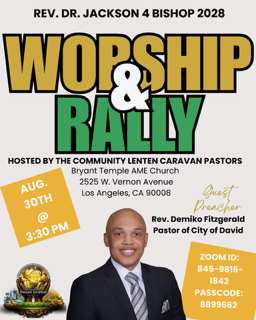 REV. DR. JACKSON 4 BISHOP 2028
WORSHIP
&
RALLY
HOSTED BY THE COMMUNITY LENTEN CARAVAN PASTORS
Bryant Temple AME Church
2525 W. Vernon Avenue
Los Angeles, CA 90008
AUG.
30TH
@
3:30 PM
Guest
Preacher
Rev. Demiko Fitzgerald
Pastor of City of David
ZOOM ID:
845-9816-
1842
PASSCODE:
8899662